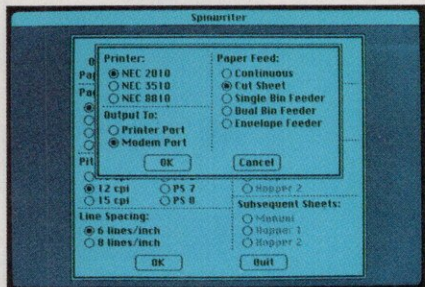 Spinwriter
Printer:
NEC 2010
NEC 3510
NEC 8810
Output To:
Printer Port
Modem Port
Paper Feed:
Continuous
Cut Sheet
Single Bin Feeder
Dual Bin Feeder
Envelope Feeder
OK
Cancel
Pit
12 cpi
PS 7
15 cpi
PS 8
Line Spacing:
6 lines/inch
8 lines/inch
Hopper 2
Subsequent Sheets:
Manual
Hopper 1
Hopper 2
OK
Quit